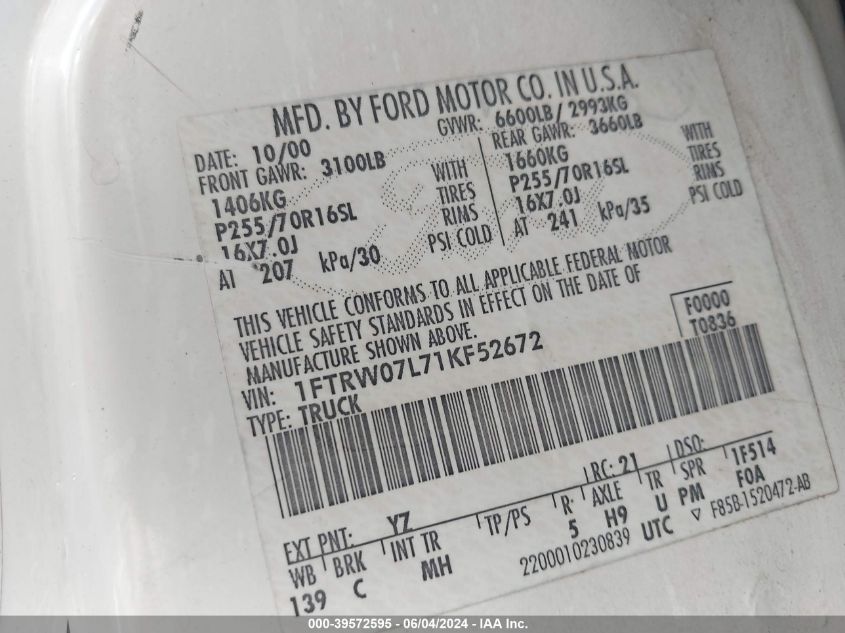 MFD. BY FORD MOTOR CO. IN U.S.A.
DATE: 10/00 GVWR: 6600LB/ 2993KG
FRONT GAWR: 3100LB REAR GAWR: 3660LB
1406KG WITH 1660KG WITH
P255/70R16SL TIRES P255/70R16SL TIRES
16X7.0J RIMS 16X7.0J RIMS
AT 207 kPa/30 PSI COLD AT 241 kPa/35 PSI COLD
THIS VEHICLE CONFORMS TO ALL APPLICABLE FEDERAL MOTOR
VEHICLE SAFETY STANDARDS IN EFFECT ON THE DATE OF
MANUFACTURE SHOWN ABOVE.
F0000
T0836
VIN: 1FTRW07L71KF52672
TYPE: TRUCK
EXT PNT: YZ RC: 21 DSO:
WB BRK INT TR TP/PS R AXLE TR SPR 1F514
139 C MH 5 H9 U PM F0A
2200010230839 UTC ▽ F85B-1520472-AB
000-39572595 - 06/04/2024 - IAA Inc.